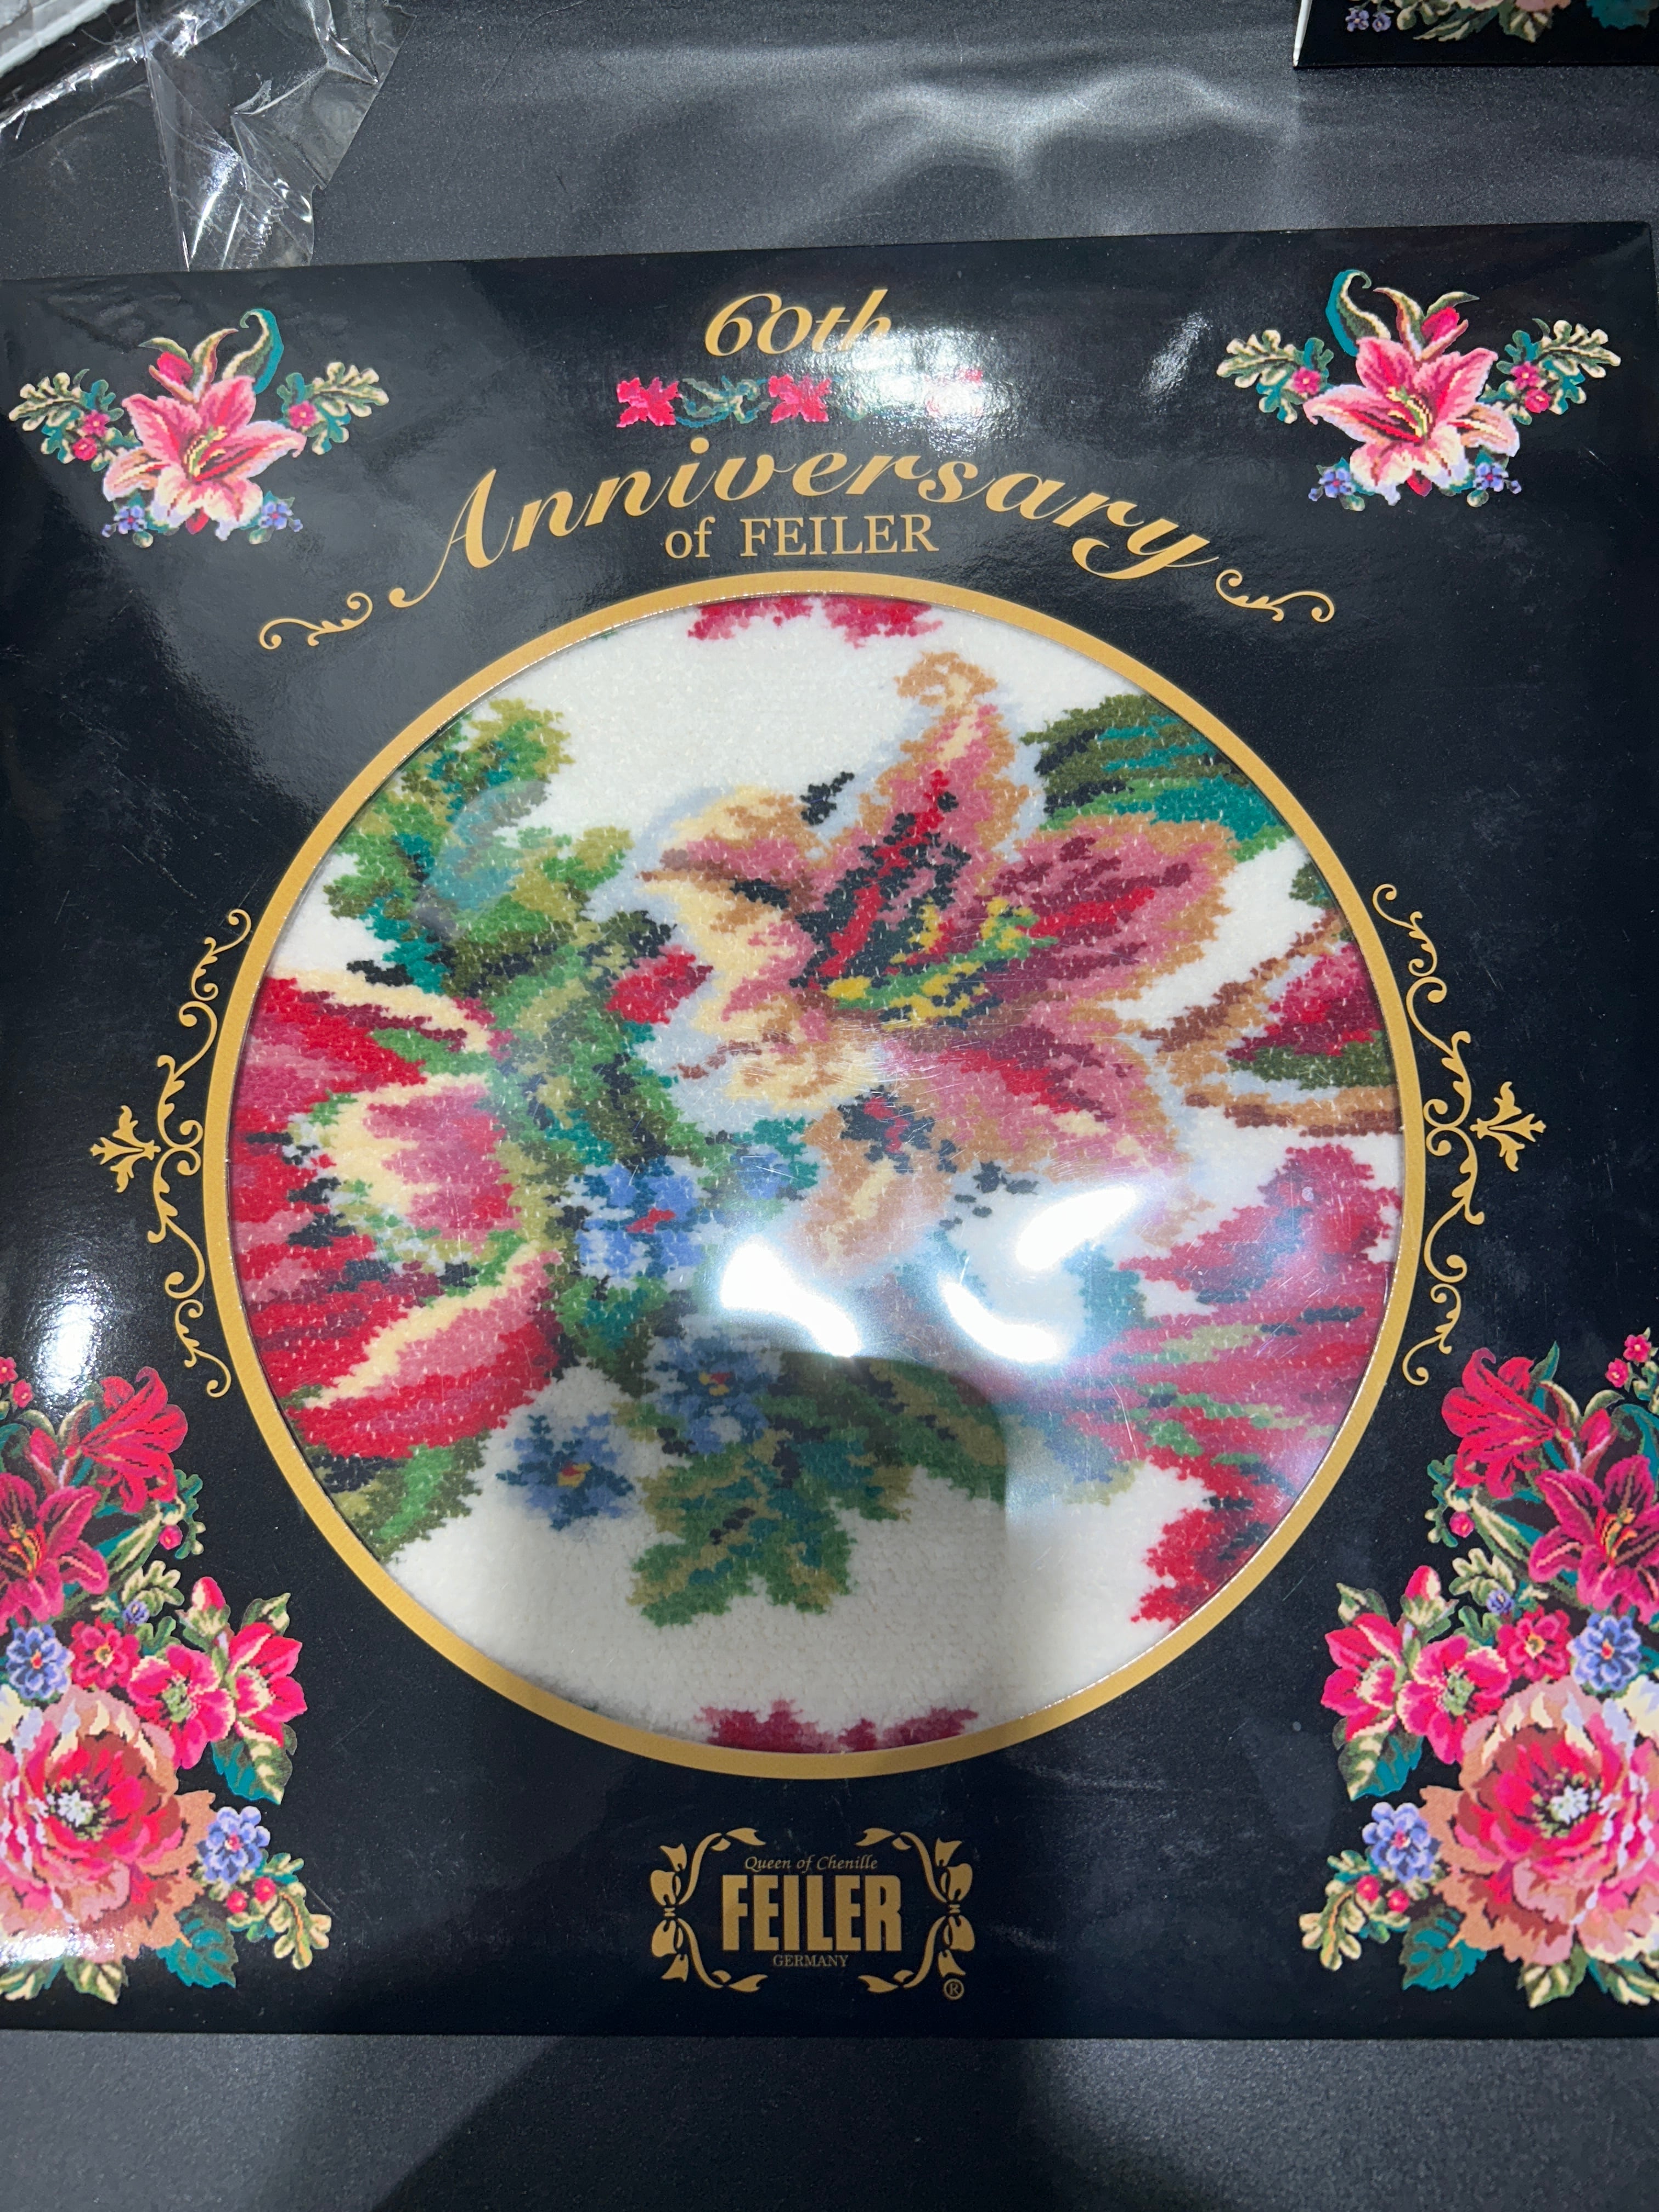 60th
Anniversary
of FEILER
Queen of Chenille
FEILER
GERMANY
®